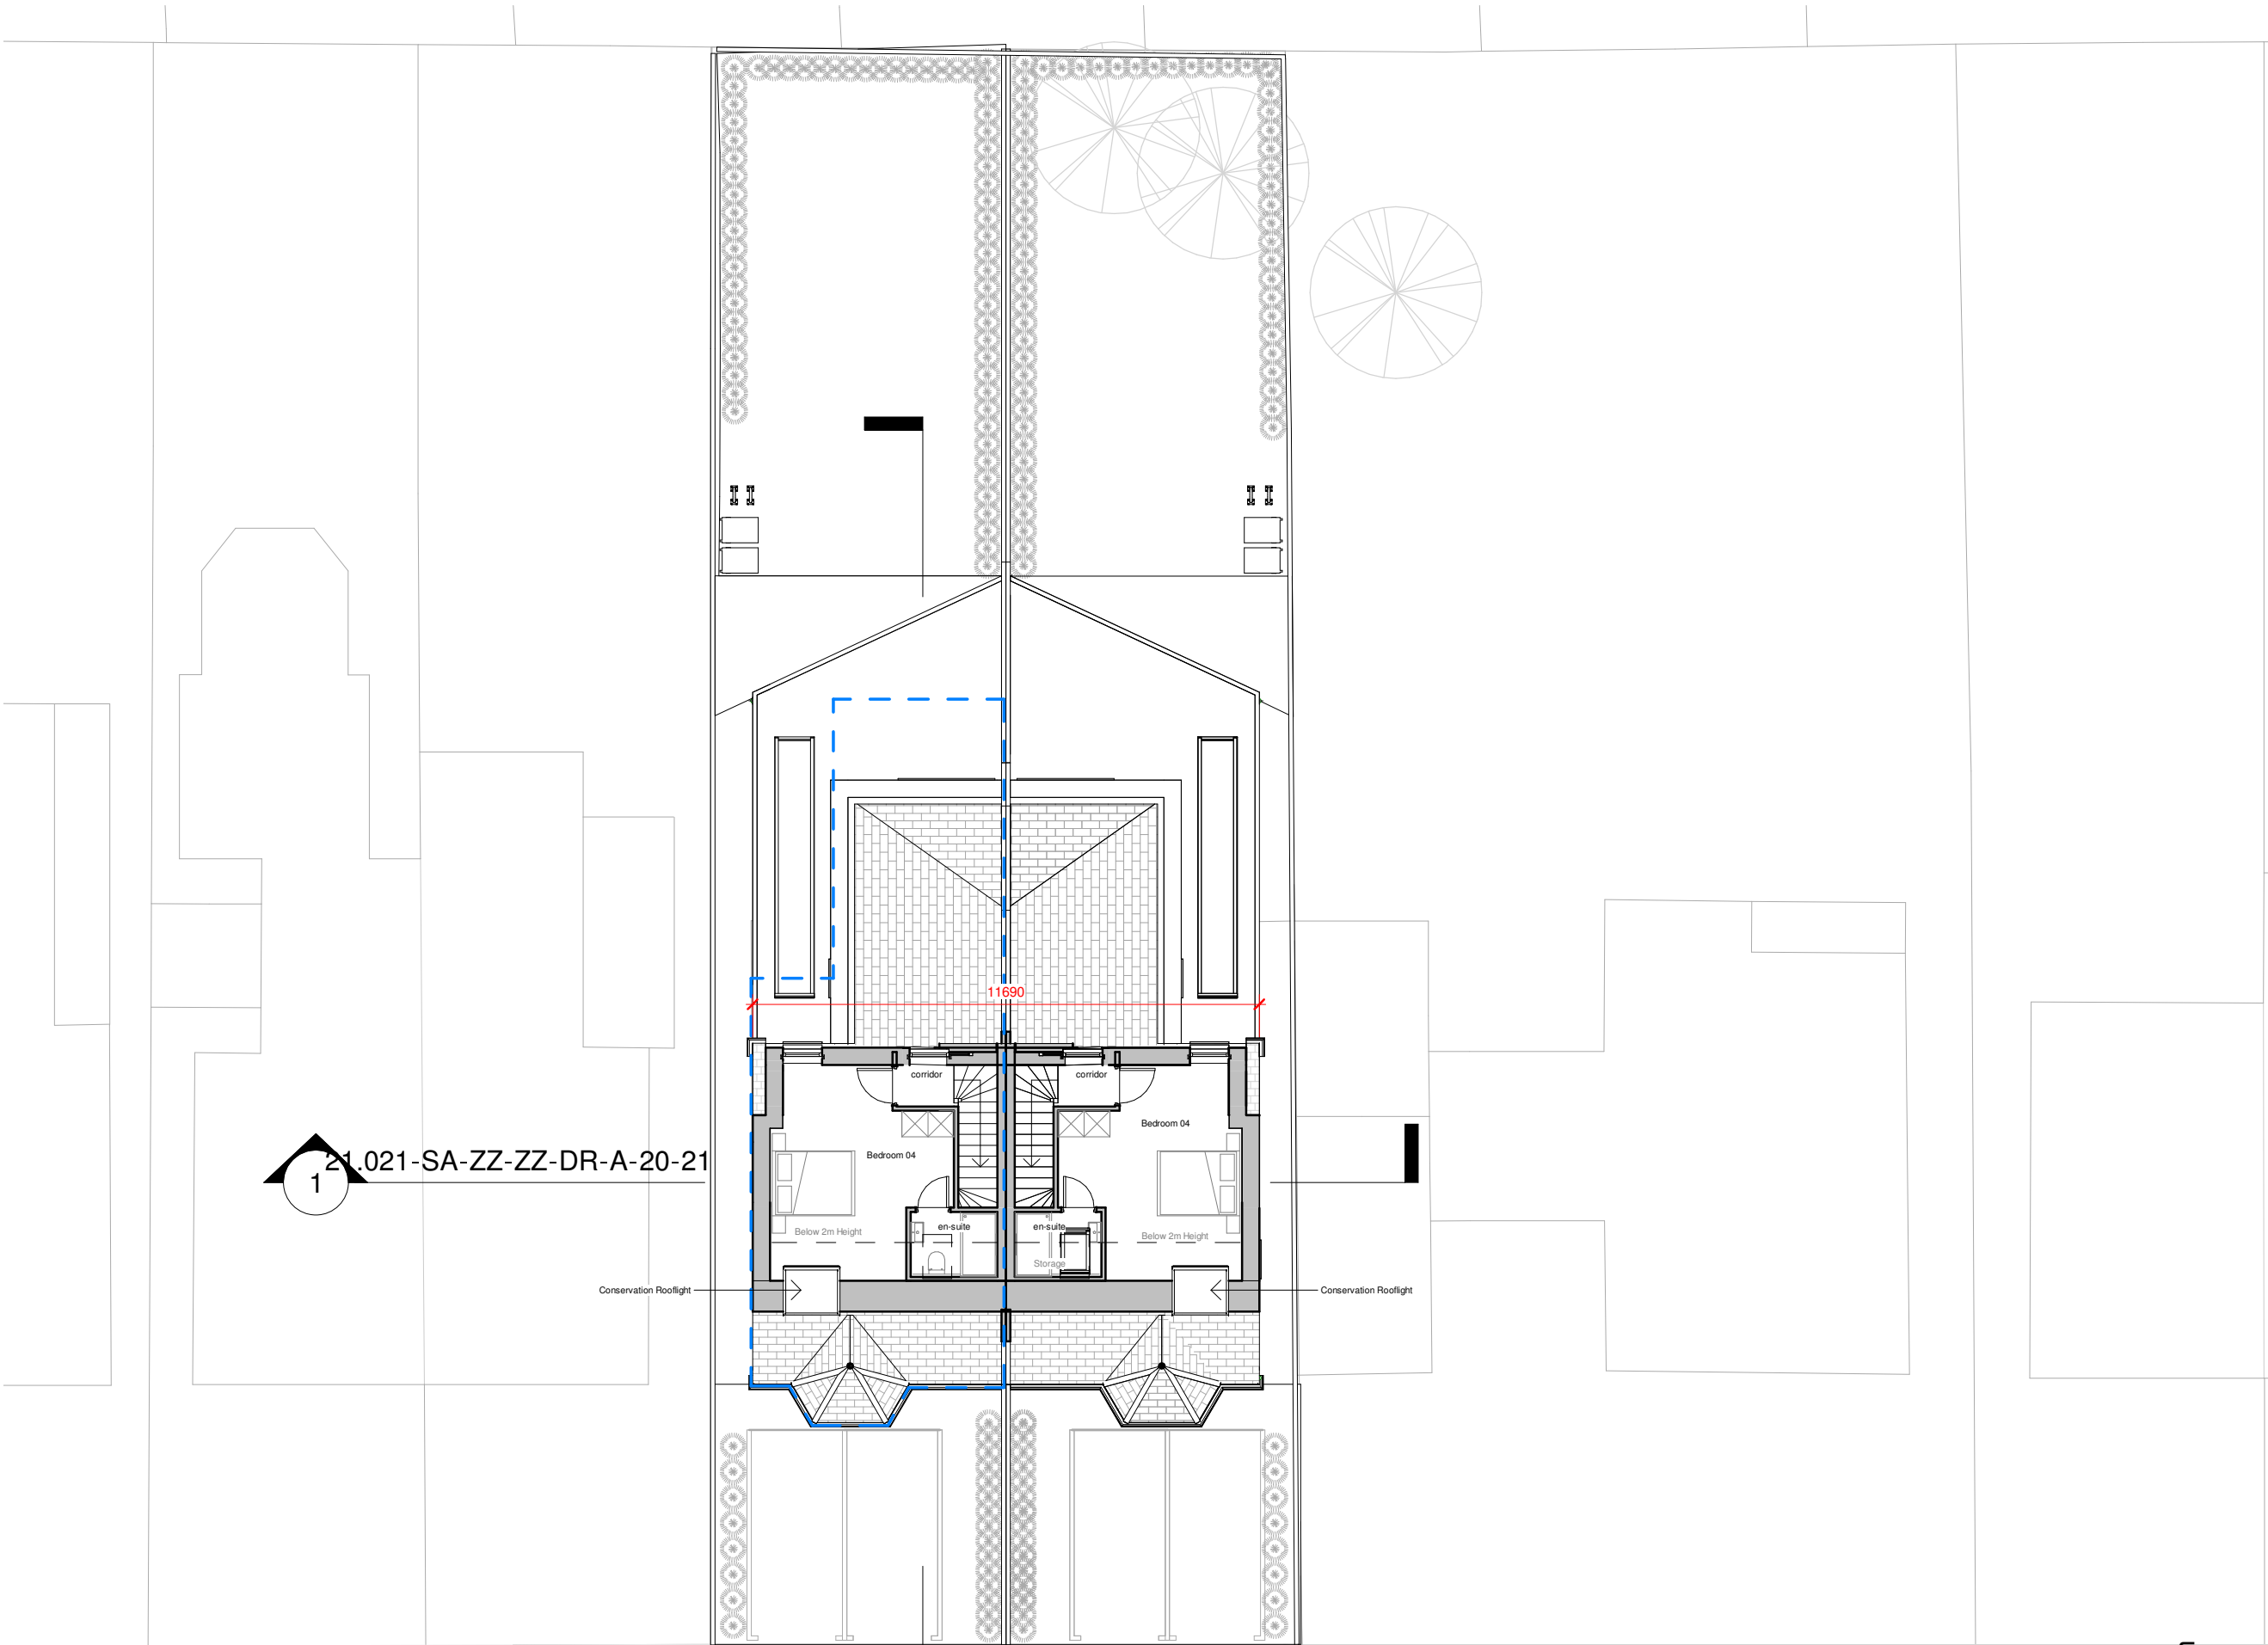 11690
corridor
corridor
Bedroom 04
Bedroom 04
21.021-SA-ZZ-ZZ-DR-A-20-21
1
en-suite
en-suite
Below 2m Height
Below 2m Height
Storage
Conservation Rooflight
Conservation Rooflight